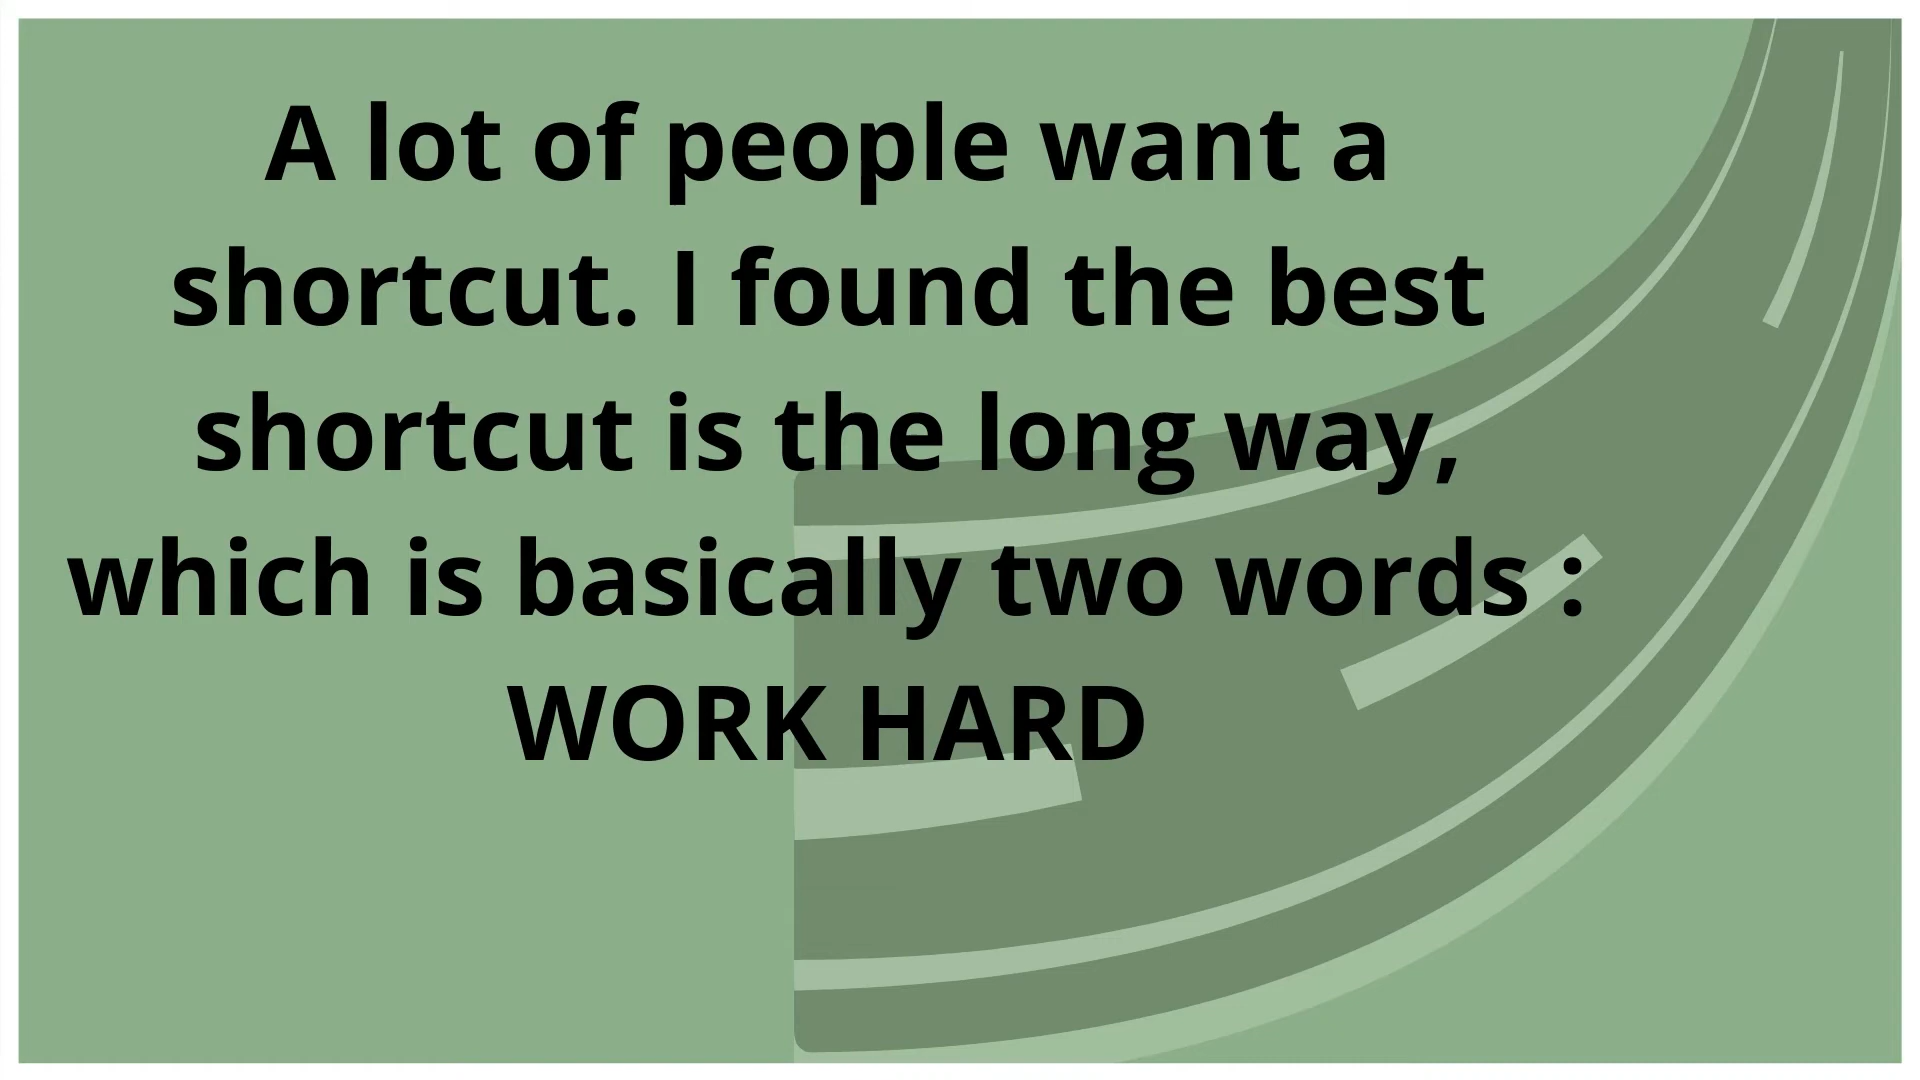 A lot of people want a
shortcut. I found the best
shortcut is the long way,
which is basically two words :
WORK HARD